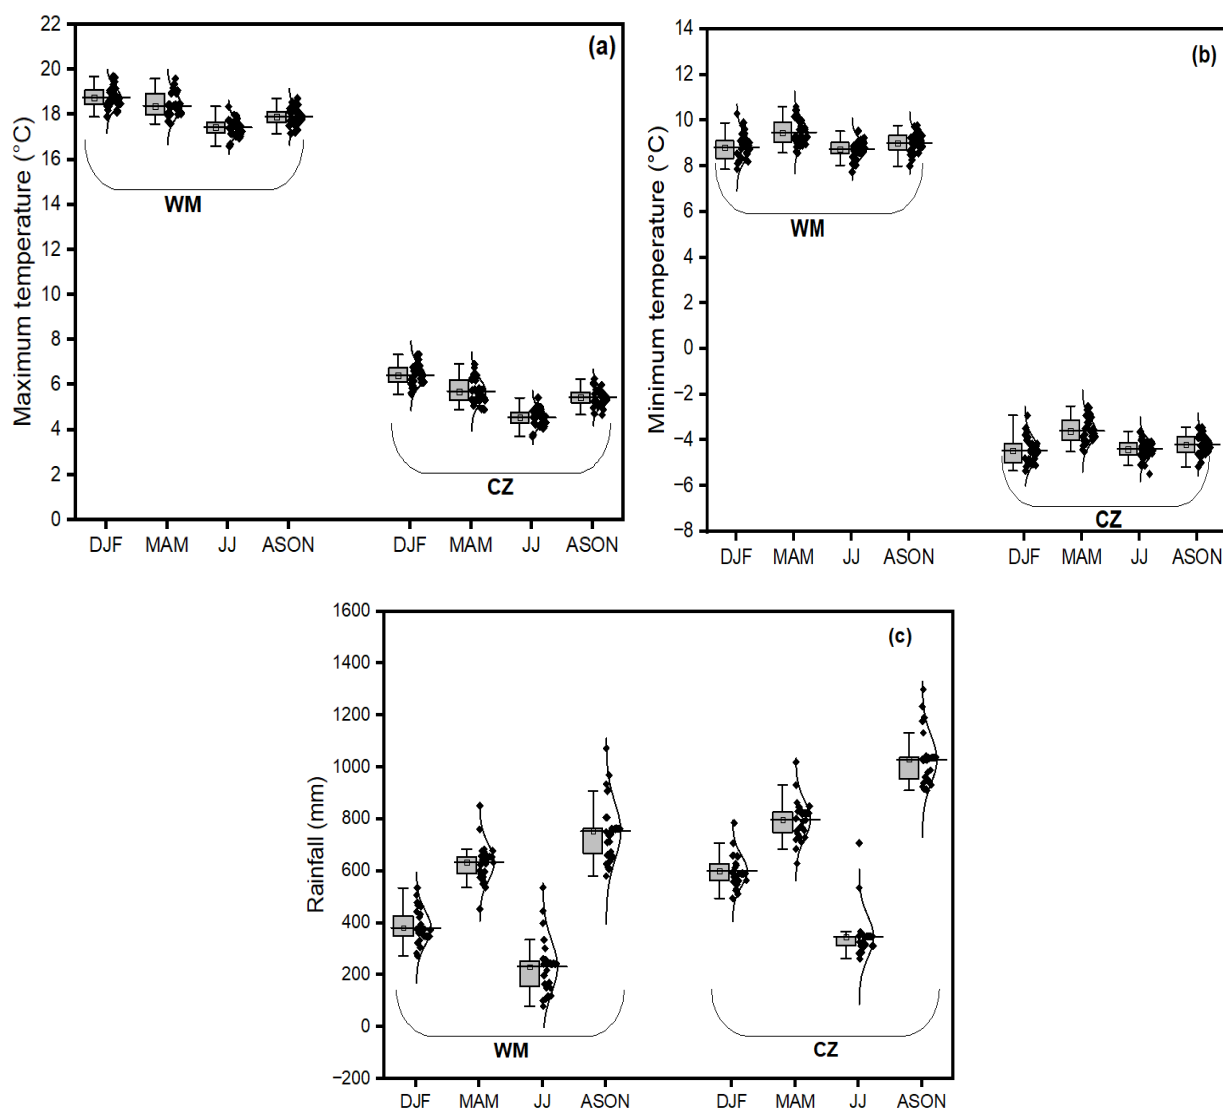 (a)
Maximum temperature (°C)
22
20
18
16
14
12
10
8
6
4
2
0
WM
CZ
DJF MAM JJ ASON DJF MAM JJ ASON
(b)
Minimum temperature (°C)
14
12
10
8
6
4
2
0
−2
−4
−6
−8
WM
CZ
DJF MAM JJ ASON DJF MAM JJ ASON
(c)
Rainfall (mm)
1600
1400
1200
1000
800
600
400
200
0
−200
WM
CZ
DJF MAM JJ ASON DJF MAM JJ ASON